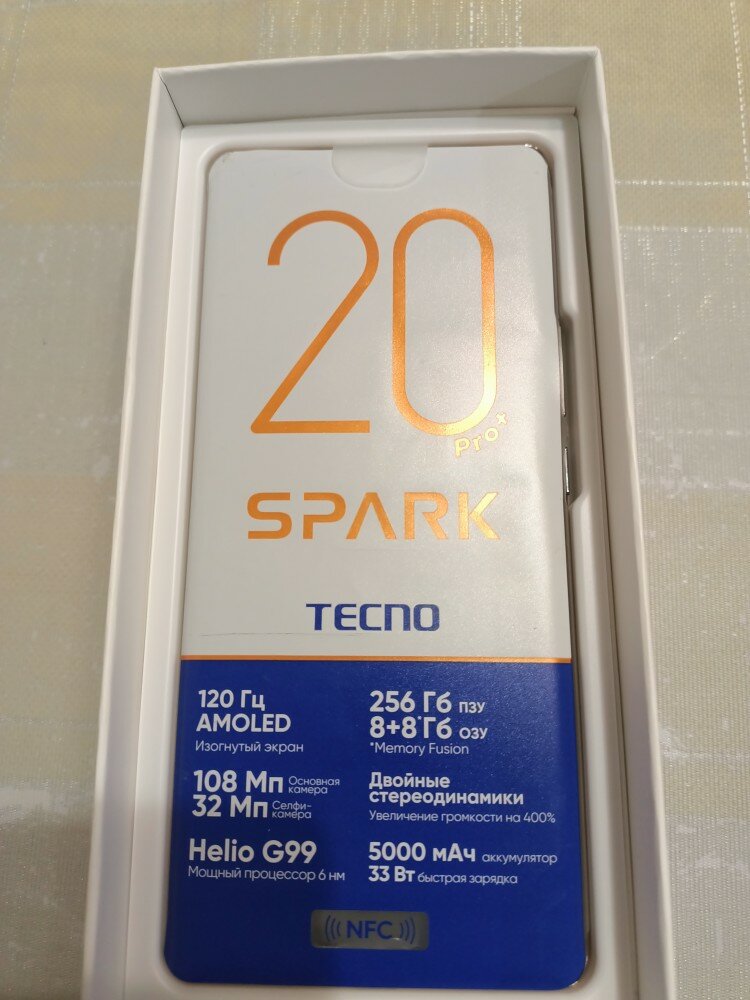 20
Pro+
SPARK
TECNO
120 Гц
AMOLED
Изогнутый экран
256 Гб ПЗУ
8+8*Гб ОЗУ
*Memory Fusion
108 Мп Основная камера
32 Мп Селфи-камера
Двойные
стереодинамики
Увеличение громкости на 400%
Helio G99
Мощный процессор 6 нм
5000 мАч аккумулятор
33 Вт быстрая зарядка
NFC